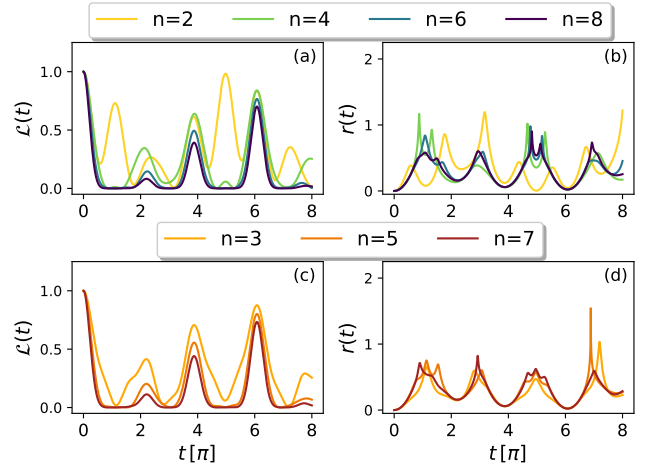 n=2 n=4 n=6 n=8
(a) (b)
ℒ(t) r(t)
1.0 0.5 0.0
2 1 0
0 2 4 6 8
0 2 4 6 8
n=3 n=5 n=7
(c) (d)
ℒ(t) r(t)
1.0 0.5 0.0
2 1 0
0 2 4 6 8
0 2 4 6 8
t [π] t [π]